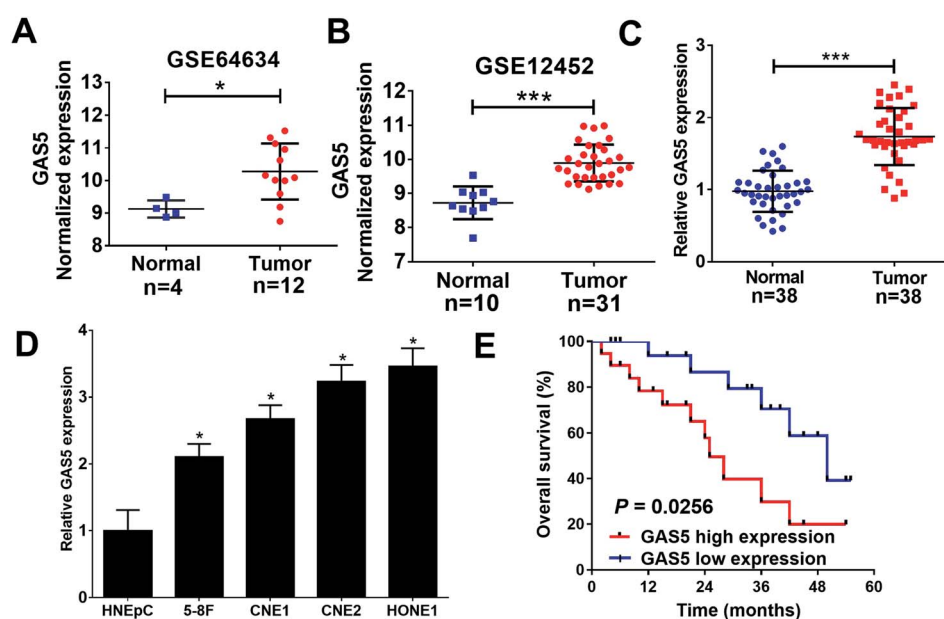 A
GSE64634
GAS5
Normalized expression
13
12
11
10
9
8
*
Normal
n=4
Tumor
n=12
B
GSE12452
GAS5
Normalized expression
12
11
10
9
8
7
***
Normal
n=10
Tumor
n=31
C
Relative GAS5 expression
3
2
1
0
***
Normal
n=38
Tumor
n=38
D
Relative GAS5 expression
4
3
2
1
0
*
*
*
*
HNEpC
5-8F
CNE1
CNE2
HONE1
E
Overall survival (%)
100
80
60
40
20
0
P = 0.0256
GAS5 high expression
GAS5 low expression
0
12
24
36
48
60
Time (months)